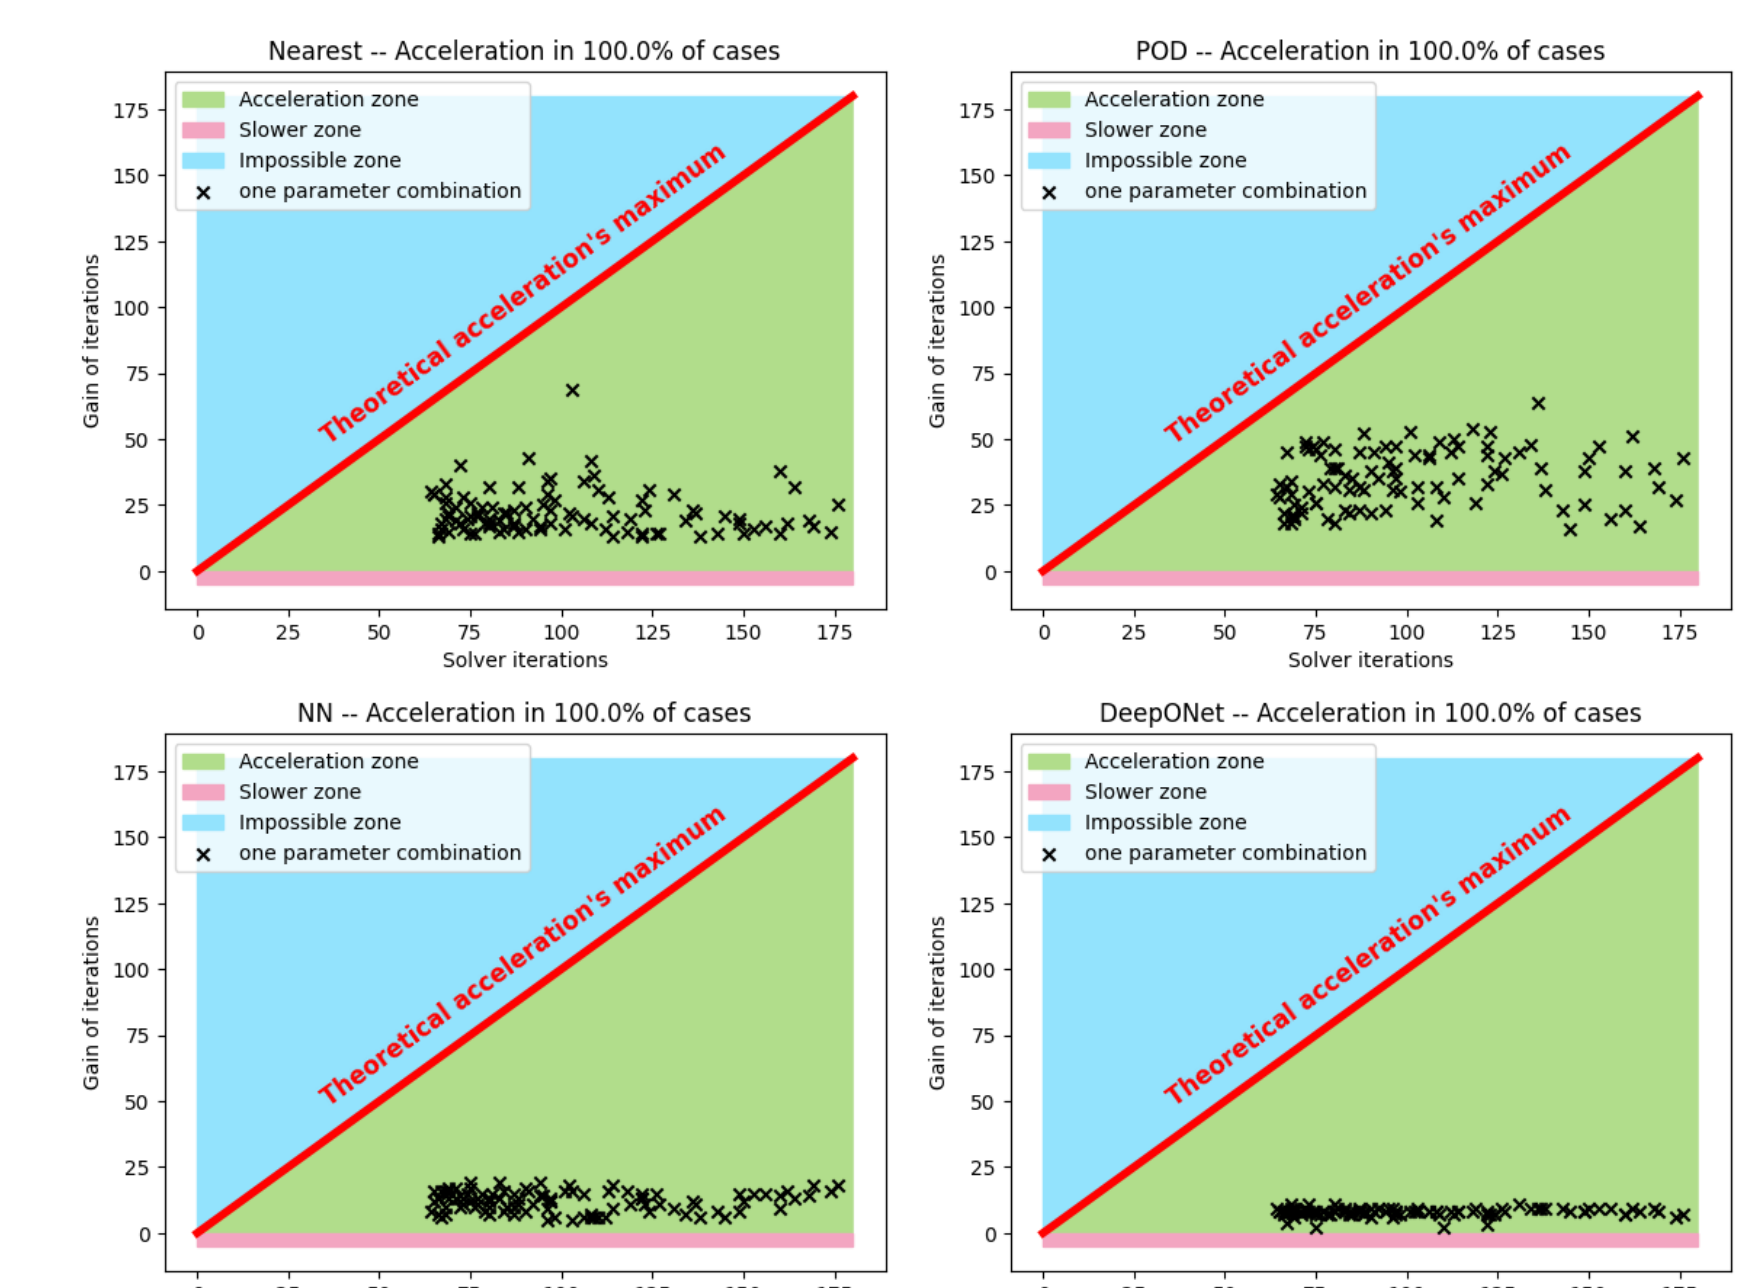 Nearest -- Acceleration in 100.0% of cases
Acceleration zone
Slower zone
Impossible zone
one parameter combination
Theoretical acceleration's maximum
Gain of iterations
175
150
125
100
75
50
25
0
0 25 50 75 100 125 150 175
Solver iterations
POD -- Acceleration in 100.0% of cases
Acceleration zone
Slower zone
Impossible zone
one parameter combination
Theoretical acceleration's maximum
Gain of iterations
175
150
125
100
75
50
25
0
0 25 50 75 100 125 150 175
Solver iterations
NN -- Acceleration in 100.0% of cases
Acceleration zone
Slower zone
Impossible zone
one parameter combination
Theoretical acceleration's maximum
Gain of iterations
175
150
125
100
75
50
25
0
DeepONet -- Acceleration in 100.0% of cases
Acceleration zone
Slower zone
Impossible zone
one parameter combination
Theoretical acceleration's maximum
Gain of iterations
175
150
125
100
75
50
25
0